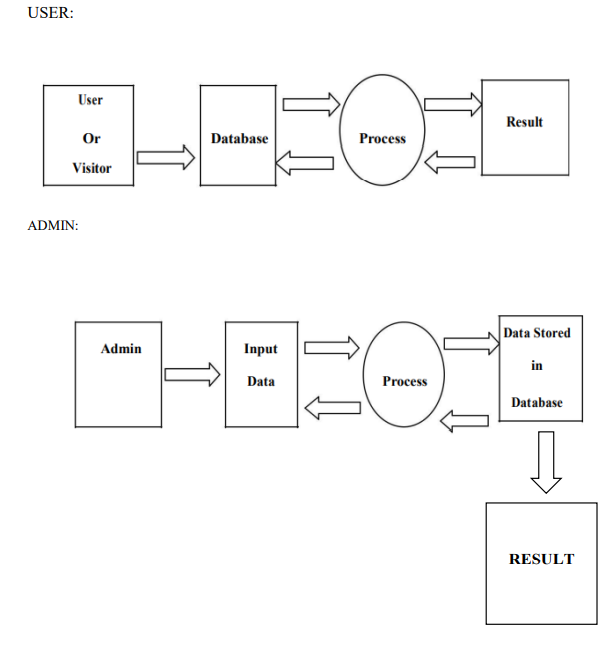 USER:
User
Or
Visitor
Database
Process
Result
ADMIN:
Admin
Input
Data
Process
Data Stored
in
Database
RESULT